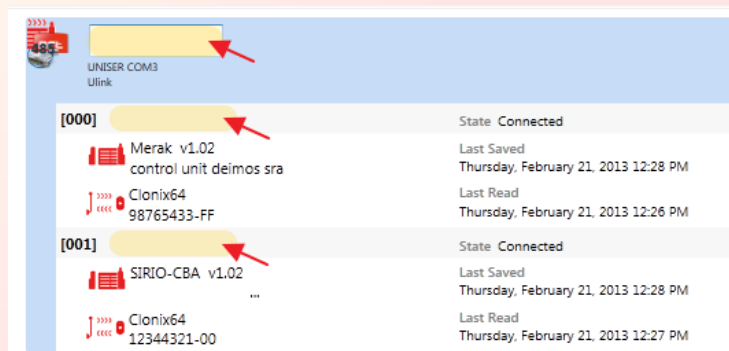 485
UNISER COM3
Ulink
[000] State Connected
Merak v1.02 Last Saved
control unit deimos sra Thursday, February 21, 2013 12:28 PM
Clonix64 Last Read
98765433-FF Thursday, February 21, 2013 12:26 PM
[001] State Connected
SIRIO-CBA v1.02 Last Saved
... Thursday, February 21, 2013 12:28 PM
Clonix64 Last Read
12344321-00 Thursday, February 21, 2013 12:27 PM